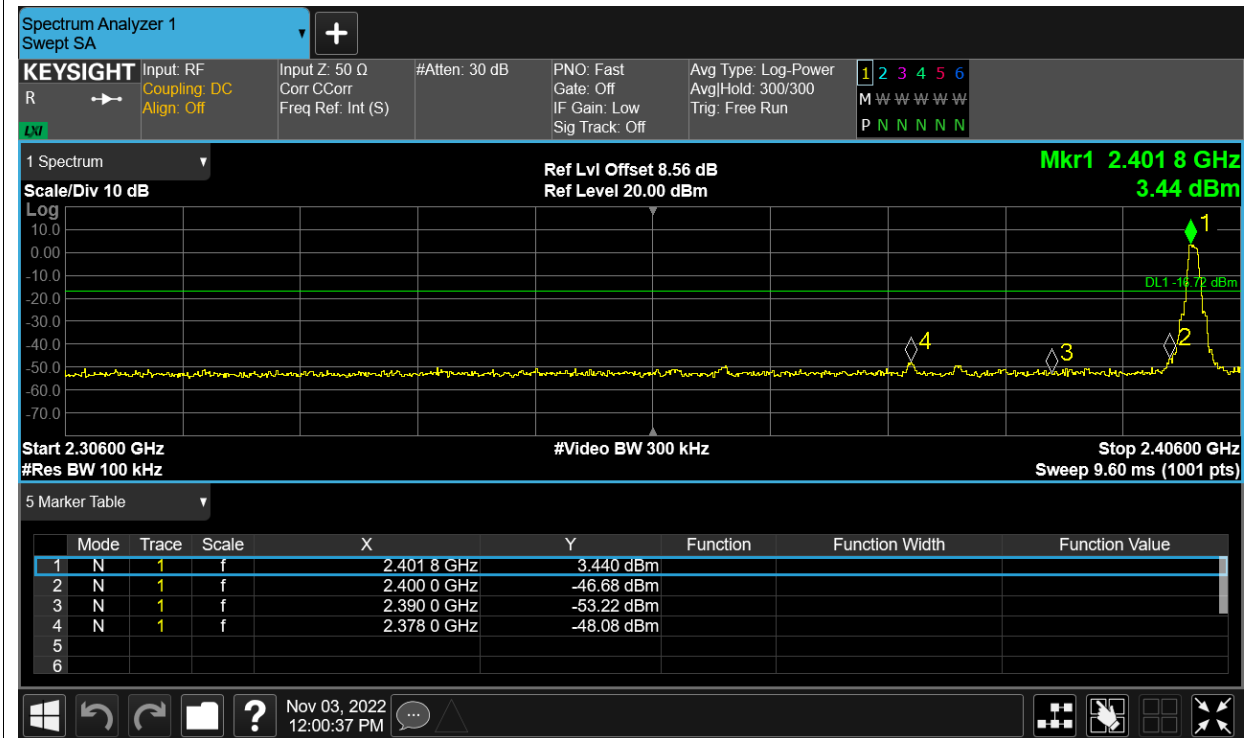 Spectrum Analyzer 1
Swept SA
+
KEYSIGHT Input: RF Input Z: 50 Ω #Atten: 30 dB PNO: Fast Avg Type: Log-Power 1 2 3 4 5 6
R Coupling: DC Corr CCorr Gate: Off Avg|Hold: 300/300 M W W W W W W
Align: Off Freq Ref: Int (S) IF Gain: Low Trig: Free Run
LXI Sig Track: Off P N N N N N N
1 Spectrum Ref Lvl Offset 8.56 dB Mkr1 2.401 8 GHz
Scale/Div 10 dB Ref Level 20.00 dBm 3.44 dBm
Log
10.0
0.00
-10.0
-20.0
-30.0
-40.0
-50.0
-60.0
-70.0
1
DL1 -16.72 dBm
4
3
2
Start 2.30600 GHz #Video BW 300 kHz Stop 2.40600 GHz
#Res BW 100 kHz Sweep 9.60 ms (1001 pts)
5 Marker Table
Mode Trace Scale X Y Function Function Width Function Value
1 N 1 f 2.401 8 GHz 3.440 dBm
2 N 1 f 2.400 0 GHz -46.68 dBm
3 N 1 f 2.390 0 GHz -53.22 dBm
4 N 1 f 2.378 0 GHz -48.08 dBm
5
6
? Nov 03, 2022
12:00:37 PM